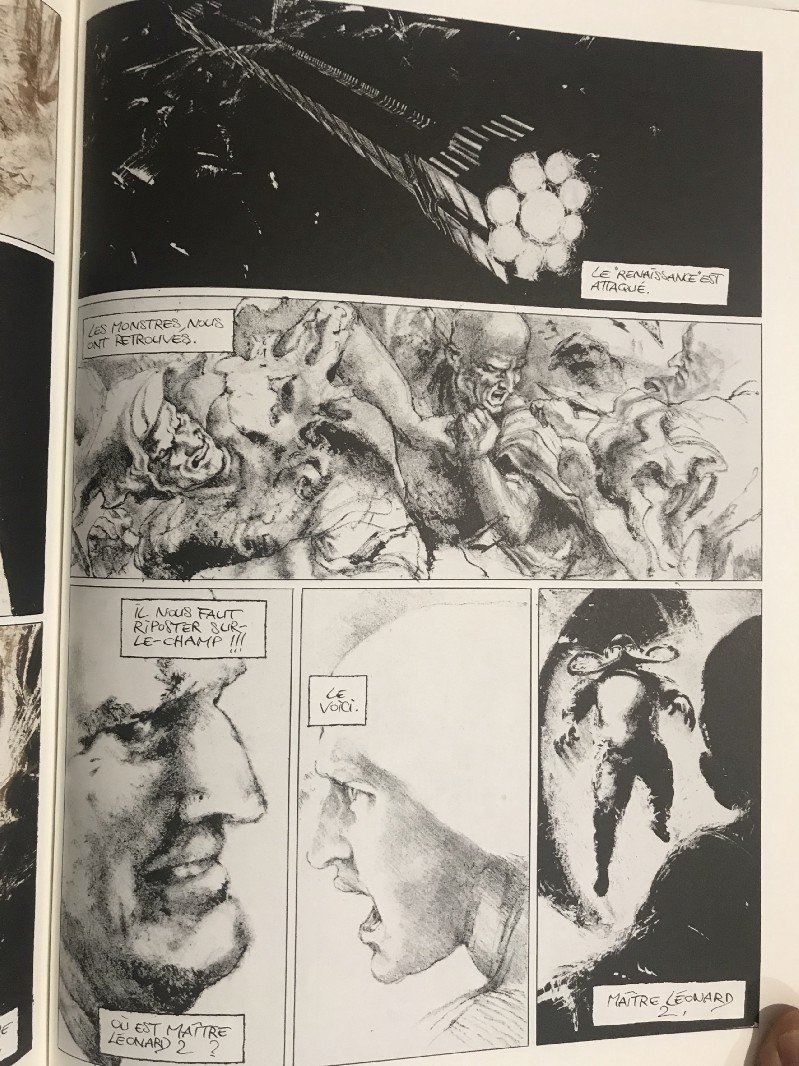 LE "RENAISSANCE" EST
ATTAQUÉ.
LES MONSTRES, NOUS
ONT RETROUVES.
IL NOUS FAUT
RIPOSTER SUR-
LE-CHAMP !!!
OÙ EST MAÎTRE
LÉONARD 2 ?
LE
VOICI.
MAÎTRE LÉONARD
2.